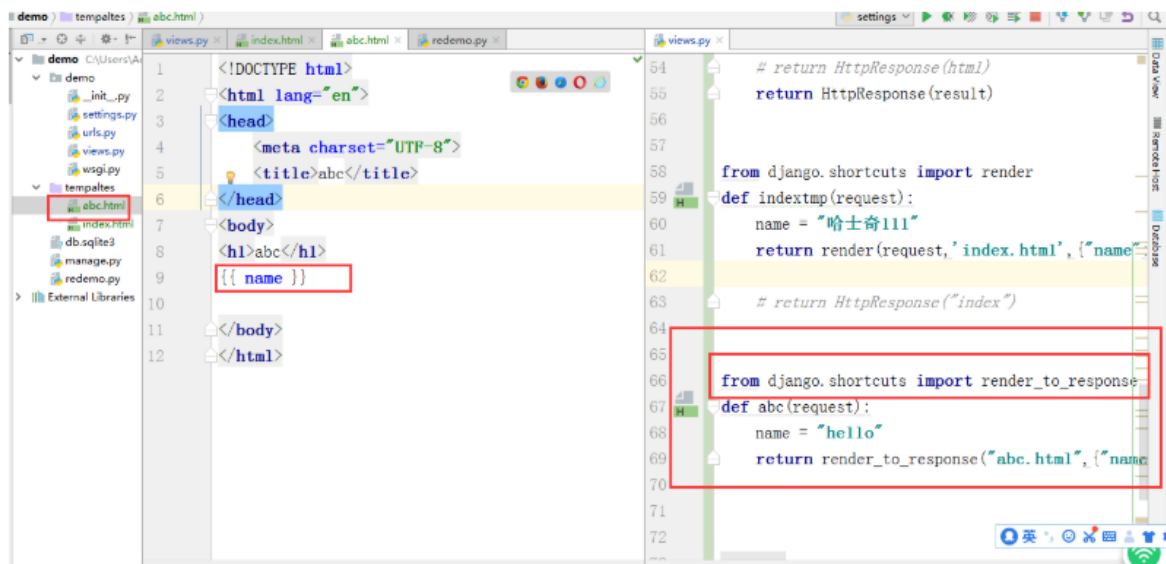 demo tempaltes abc.html
settings
views.py index.html abc.html redemo.py
views.py
demo
demo
_init_.py
settings.py
urls.py
views.py
wsgi.py
tempaltes
abc.html
index.html
db.sqlite3
manage.py
redemo.py
External Libraries
1 <!DOCTYPE html>
2 <html lang="en">
3 <head>
4 <meta charset="UTF-8">
5 <title>abc</title>
6 </head>
7 <body>
8 <h1>abc</h1>
9 {{ name }}
10
11 </body>
12 </html>
54 # return HttpResponse(html)
55 return HttpResponse(result)
56
57
58 from django.shortcuts import render
59 def indextmp(request):
60 name = "哈士奇111"
61 return render(request,'index.html',{"name"
62
63 # return HttpResponse("index")
64
65
66 from django.shortcuts import render_to_response
67 def abc(request):
68 name = "hello"
69 return render_to_response("abc.html",{"name
70
71
72
Data View
Remote Host
Database
英